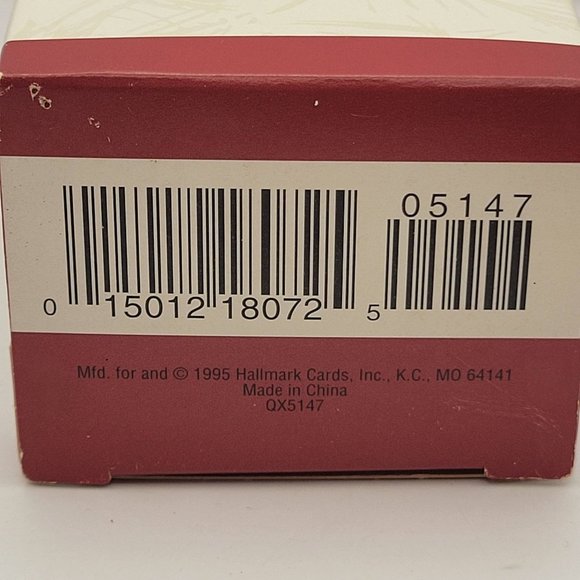 05147
0 15012 18072 5
Mfd. for and © 1995 Hallmark Cards, Inc., K.C., MO 64141
Made in China
QX5147